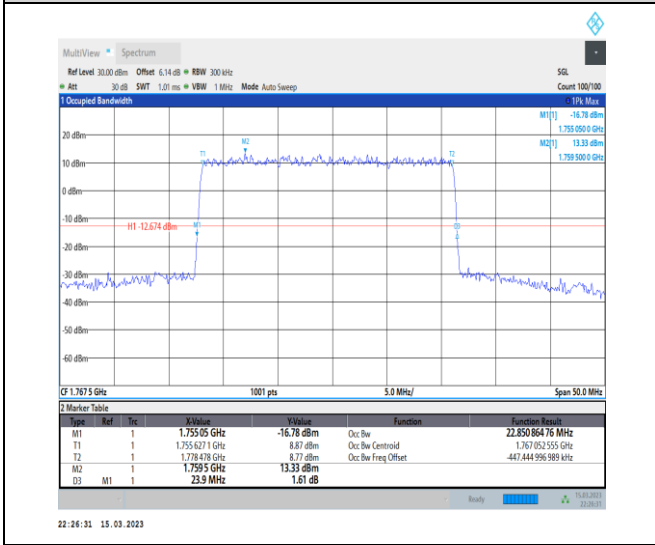 MultiView Spectrum
Ref Level 30.00 dBm Offset 6.14 dB RBW 300 kHz SGL
Att 30 dB SWT 1.01 ms VBW 1 MHz Mode Auto Sweep Count 100/100
1 Occupied Bandwidth 1Pk Max
M1[1] -16.78 dBm
1.755 050 0 GHz
M2[1] 13.33 dBm
1.759 500 0 GHz
20 dBm
M2
T1 T2
10 dBm
0 dBm
-10 dBm
H1 -12.674 dBm M1 D3
-30 dBm
-40 dBm
-50 dBm
-60 dBm
CF 1.767 5 GHz 1001 pts 5.0 MHz/ Span 50.0 MHz
2 Marker Table
Type Ref Trc X-Value Y-Value Function Function Result
M1 1 1.755 05 GHz -16.78 dBm Occ Bw 22.850 864 76 MHz
T1 1 1.755 627 1 GHz 8.87 dBm Occ Bw Centroid 1.767 052 555 GHz
T2 1 1.778 478 GHz 8.77 dBm Occ Bw Freq Offset -447.444 996 989 kHz
M2 1 1.759 5 GHz 13.33 dBm
D3 M1 1 23.9 MHz 1.61 dB
Ready 15.03.2023
22:26:31
22:26:31 15.03.2023